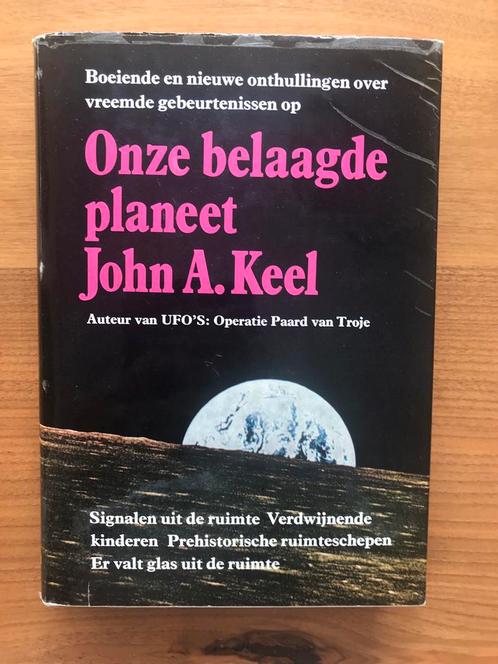 Boeiende en nieuwe onthullingen over
vreemde gebeurtenissen op
Onze belaagde
planeet
John A. Keel
Auteur van UFO'S: Operatie Paard van Troje
Signalen uit de ruimte Verdwijnende
kinderen Prehistorische ruimteschepen
Er valt glas uit de ruimte